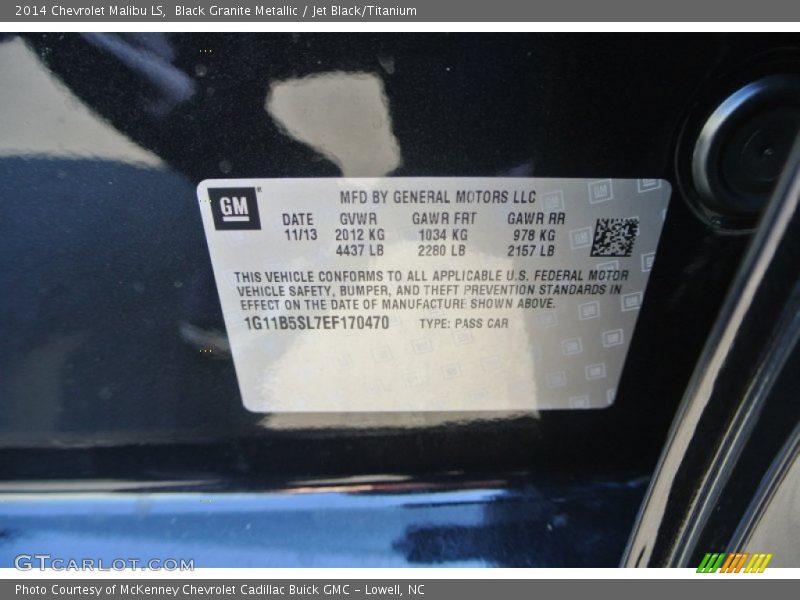 2014 Chevrolet Malibu LS, Black Granite Metallic / Jet Black/Titanium
GM
MFD BY GENERAL MOTORS LLC
DATE GVWR GAWR FRT GAWR RR
11/13 2012 KG 1034 KG 978 KG
4437 LB 2280 LB 2157 LB
THIS VEHICLE CONFORMS TO ALL APPLICABLE U.S. FEDERAL MOTOR
VEHICLE SAFETY, BUMPER, AND THEFT PREVENTION STANDARDS IN
EFFECT ON THE DATE OF MANUFACTURE SHOWN ABOVE.
1G11B5SL7EF170470 TYPE: PASS CAR
GTCARLOT.COM
Photo Courtesy of McKenney Chevrolet Cadillac Buick GMC - Lowell, NC